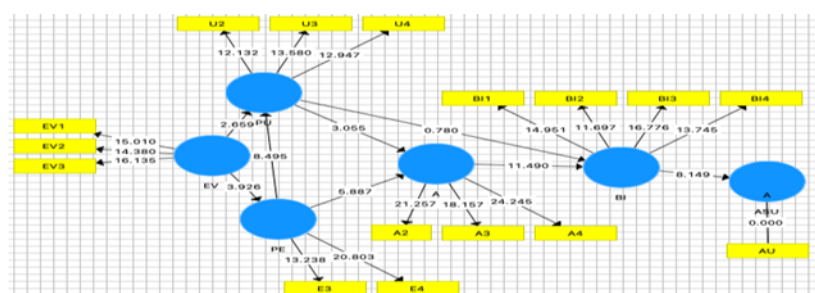 U2 U3 U4
12.132 13.580 12.947
BI1 BI2 BI3 BI4
PU
EV1
EV2
EV3
15.010
14.380
16.135
2.659
3.055
0.780
14.951 11.697 16.776 13.745
8.495
EV
3.926
5.887
A
11.490
BI
8.149
A
ASU
0.000
AU
21.257 18.157 24.245
A2 A3 A4
PE
13.238 20.803
E3 E4